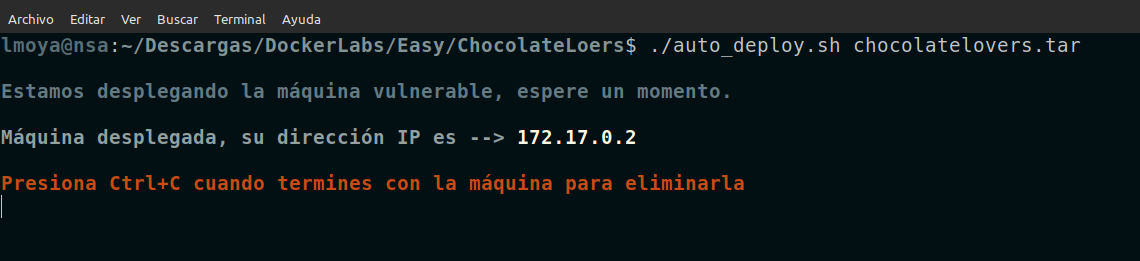 Archivo Editar Ver Buscar Terminal Ayuda
lmoya@nsa:~/Descargas/DockerLabs/Easy/ChocolateLoers$ ./auto_deploy.sh chocolatelovers.tar
Estamos desplegando la máquina vulnerable, espere un momento.
Máquina desplegada, su dirección IP es --> 172.17.0.2
Presiona Ctrl+C cuando termines con la máquina para eliminarla